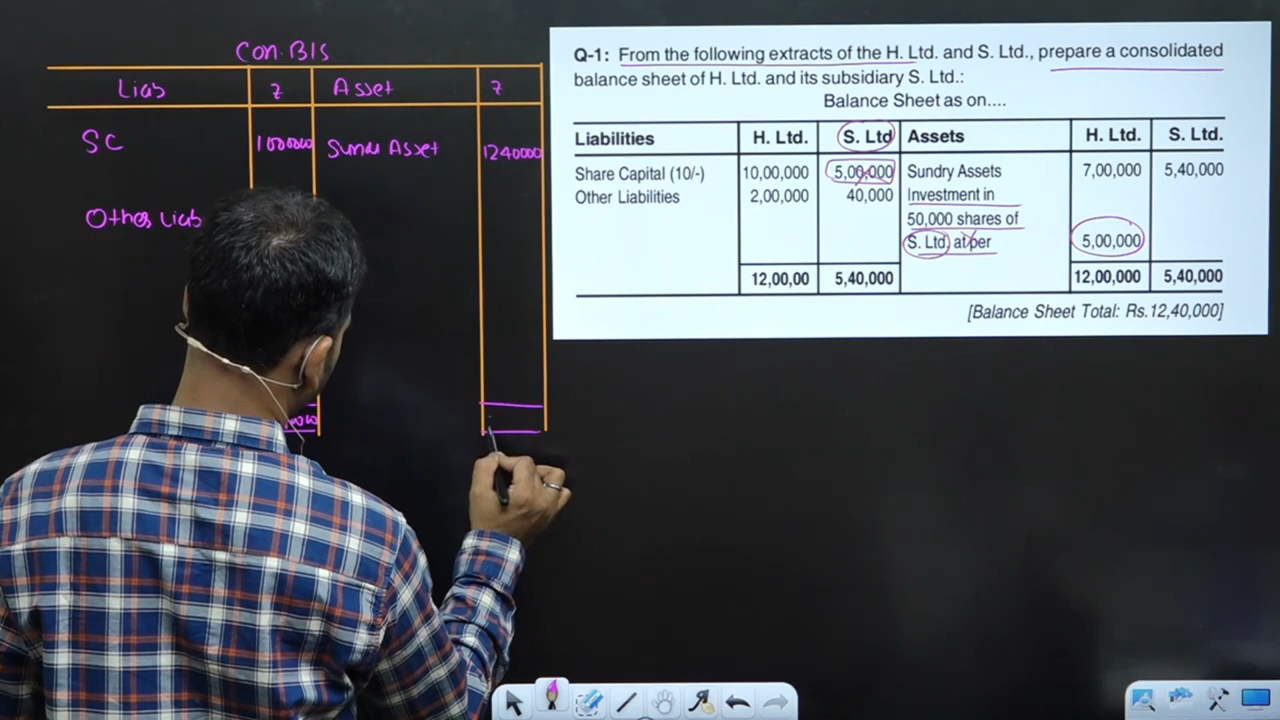 Con. B/S
Liab ₹ Asset ₹
SC 1000000 Sundr Asset 1240000
Other Liab
Q-1: From the following extracts of the H. Ltd. and S. Ltd., prepare a consolidated
balance sheet of H. Ltd. and its subsidiary S. Ltd.:
Balance Sheet as on....
Liabilities H. Ltd. S. Ltd Assets H. Ltd. S. Ltd.
Share Capital (10/-) 10,00,000 5,00,000 Sundry Assets 7,00,000 5,40,000
Other Liabilities 2,00,000 40,000 Investment in
50,000 shares of
S. Ltd at per 5,00,000
12,00,00 5,40,000 12,00,000 5,40,000
[Balance Sheet Total: Rs.12,40,000]